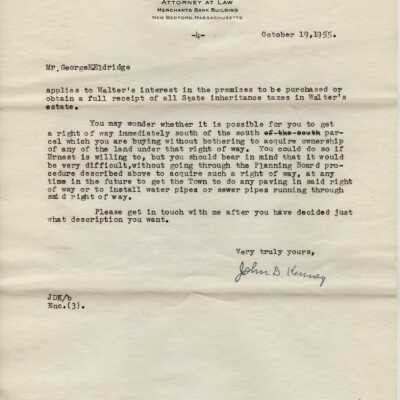 ATTORNEY AT LAW
MERCHANTS BANK BUILDING
NEW BEDFORD, MASSACHUSETTS
-4-
October 19,1955.
Mr. GeorgeEEldridge
applies to Walter's interest in the premises to be purchased or
obtain a full receipt of all State inheritance taxes in Walter's
estate.
You may wonder whether it is possible for you to get
a right of way immediately south of the south of the south par-
cel which you are buying without bothering to acquire ownership
of any of the land under that right of way. You could do so if
Ernest is willing to, but you should bear in mind that it would
be very difficult,without going through the Planning Board pro-
cedure described above to acquire such a right of way, at any
time in the future to get the Town to do any paving in said right
of way or to install water pipes or sewer pipes running through
said right of way.
Please get in touch with me after you have decided just
what description you want.
Very truly yours,
John D. Kenney
JDK/b
Enc.(3).